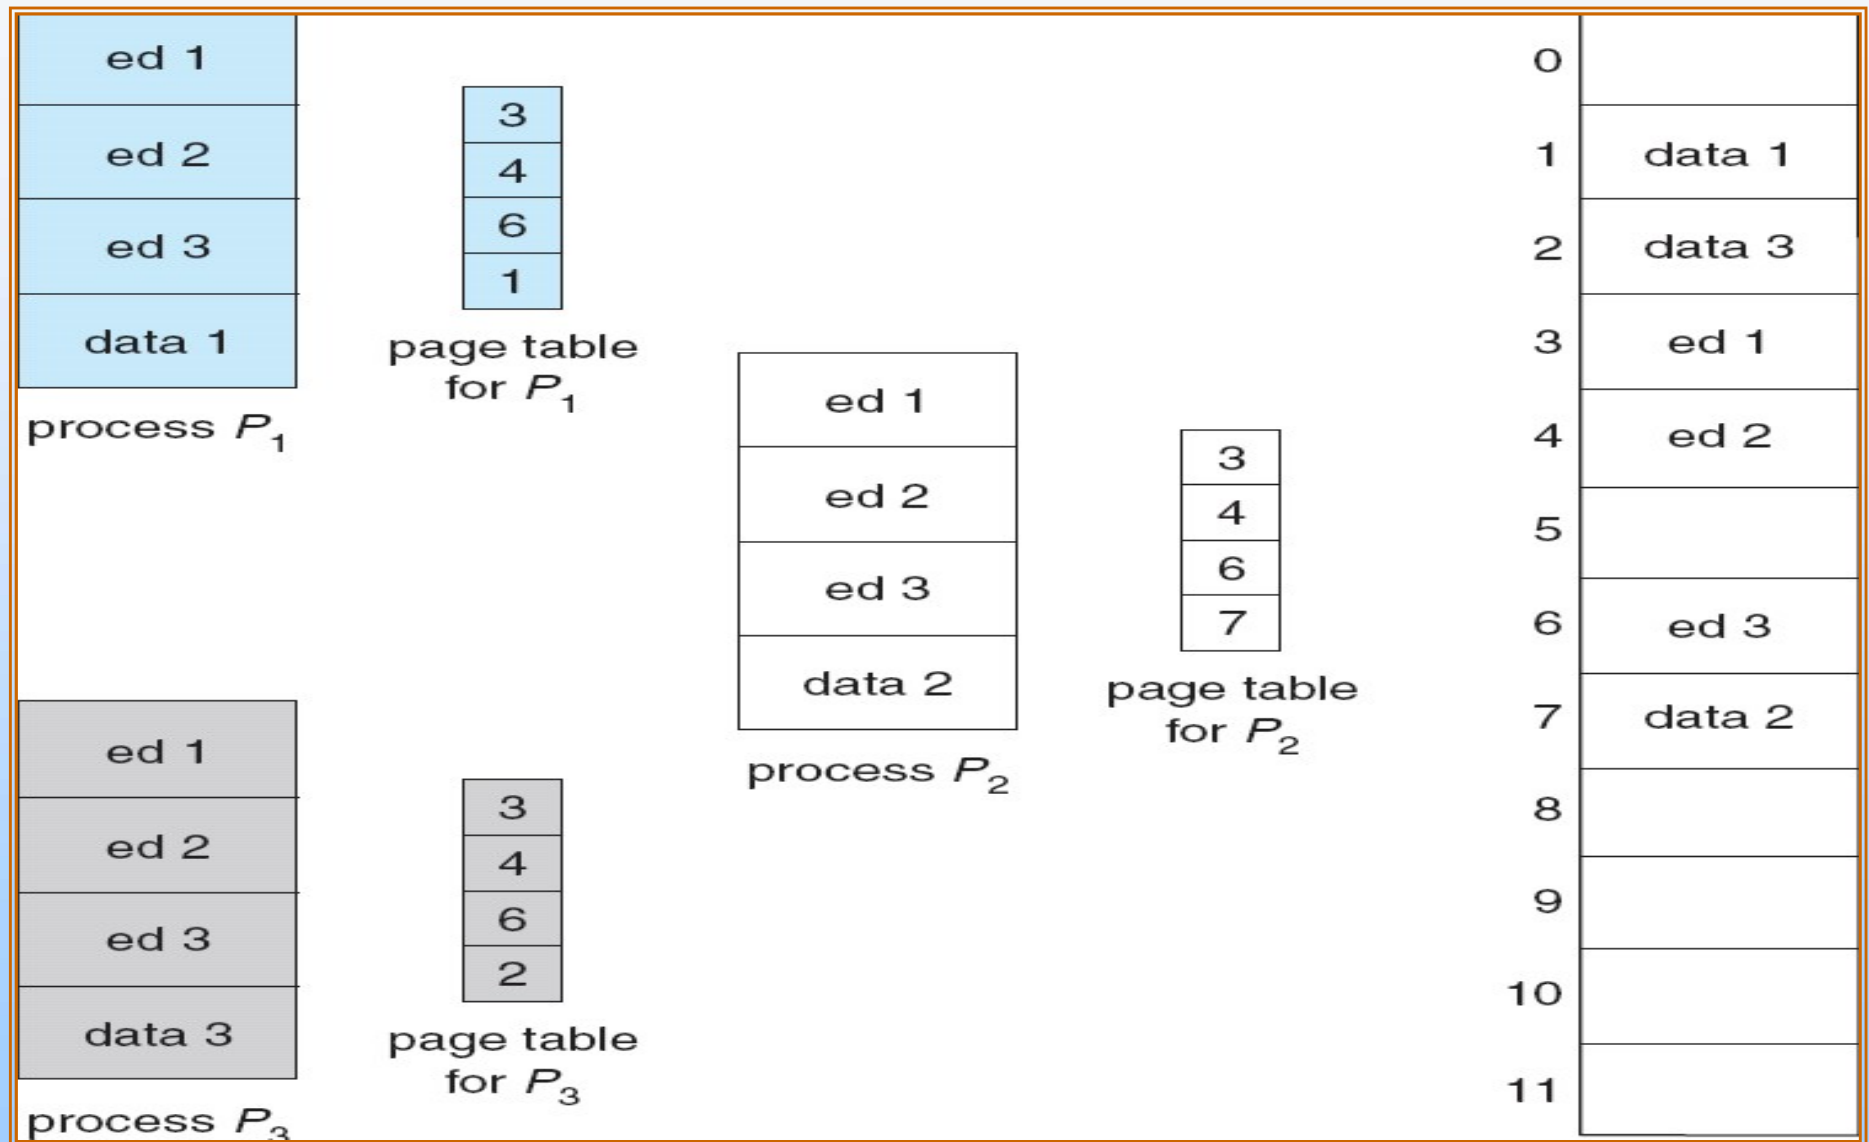 ed 1
ed 2
ed 3
data 1
process P1
3
4
6
1
page table
for P1
ed 1
ed 2
ed 3
data 2
process P2
3
4
6
7
page table
for P2
ed 1
ed 2
ed 3
data 3
process P3
3
4
6
2
page table
for P3
0
1 data 1
2 data 3
3 ed 1
4 ed 2
5
6 ed 3
7 data 2
8
9
10
11